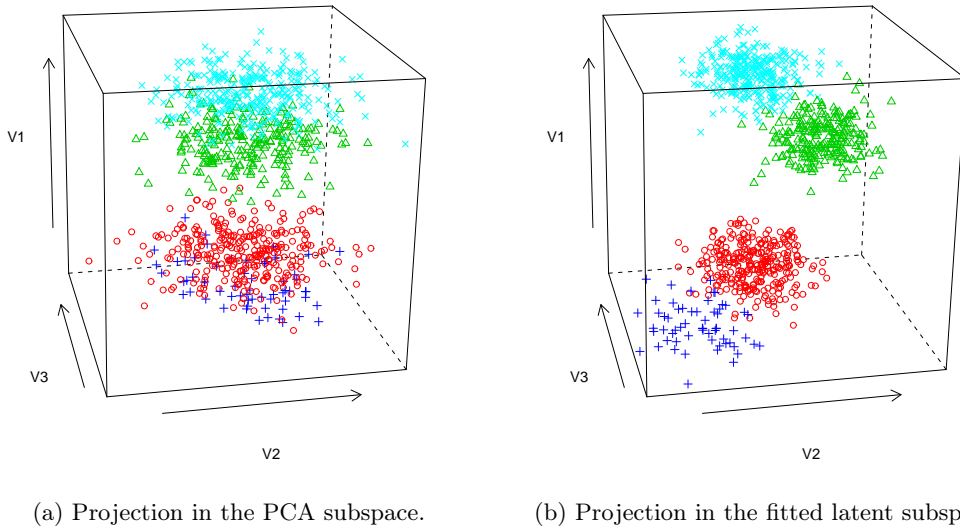 V1
V3
V2
V1
V3
V2
(a) Projection in the PCA subspace.
(b) Projection in the fitted latent subsp